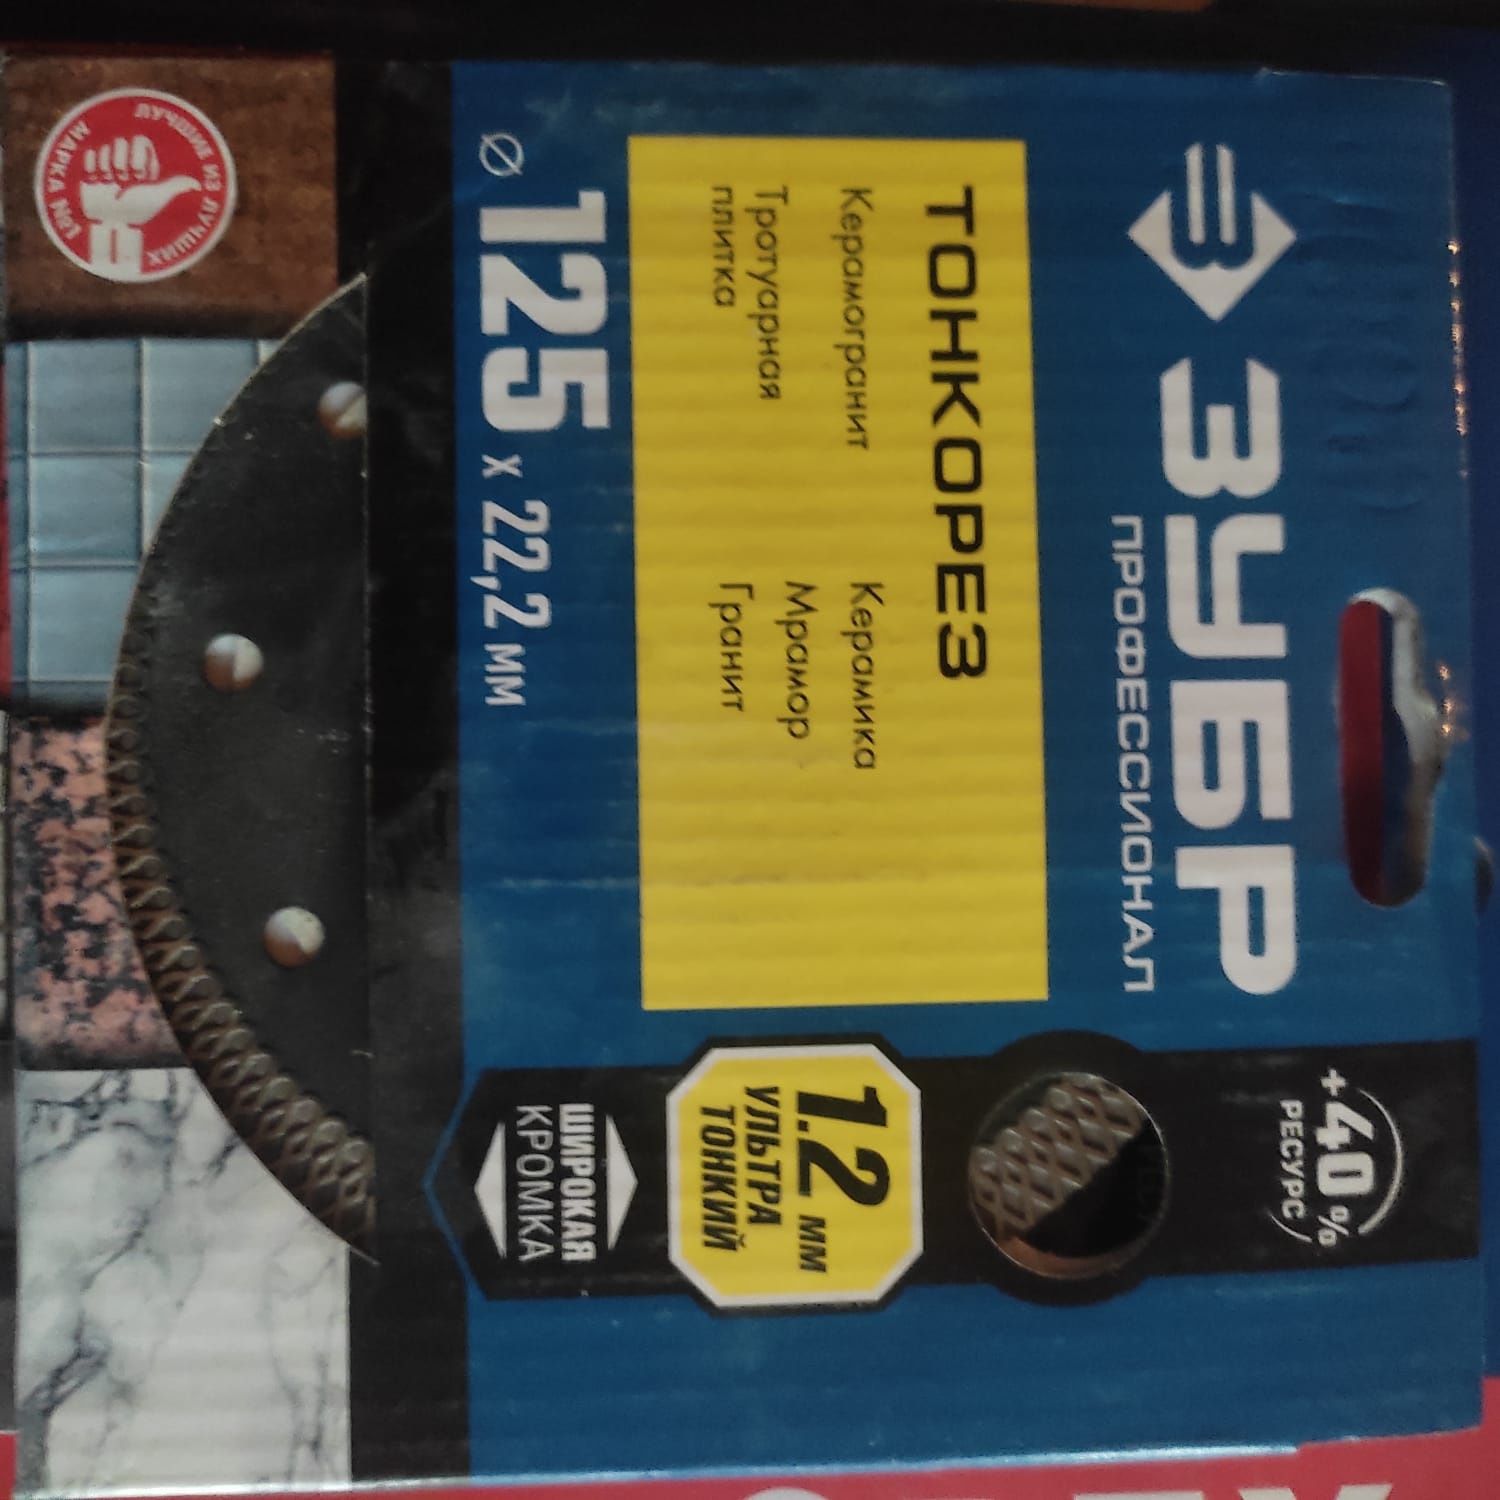 ЗУБР
ПРОФЕССИОНАЛ
+40%
РЕСУРС
ТОНКОРЕЗ
Керамогранит
Тротуарная
плитка
Керамика
Мрамор
Гранит
1.2 мм
УЛЬТРА
ТОНКИЙ
ШИРОКАЯ
КРОМКА
Ø 125 x 22,2 мм
ЛУЧШИЙ ИЗ ЛУЧШИХ
МАРКА №1